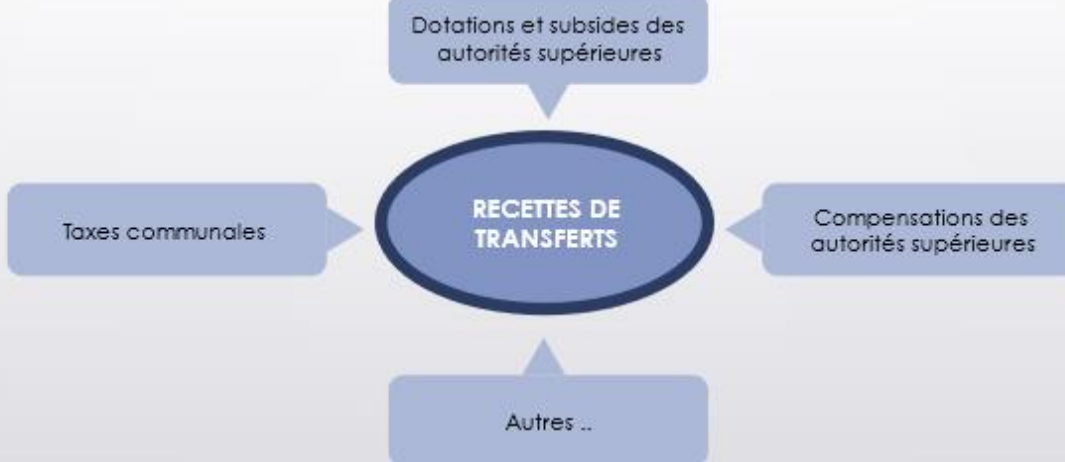 Dotations et subsides des
autorités supérieures
Taxes communales
RECETTES DE
TRANSFERTS
Compensations des
autorités supérieures
Autres ..